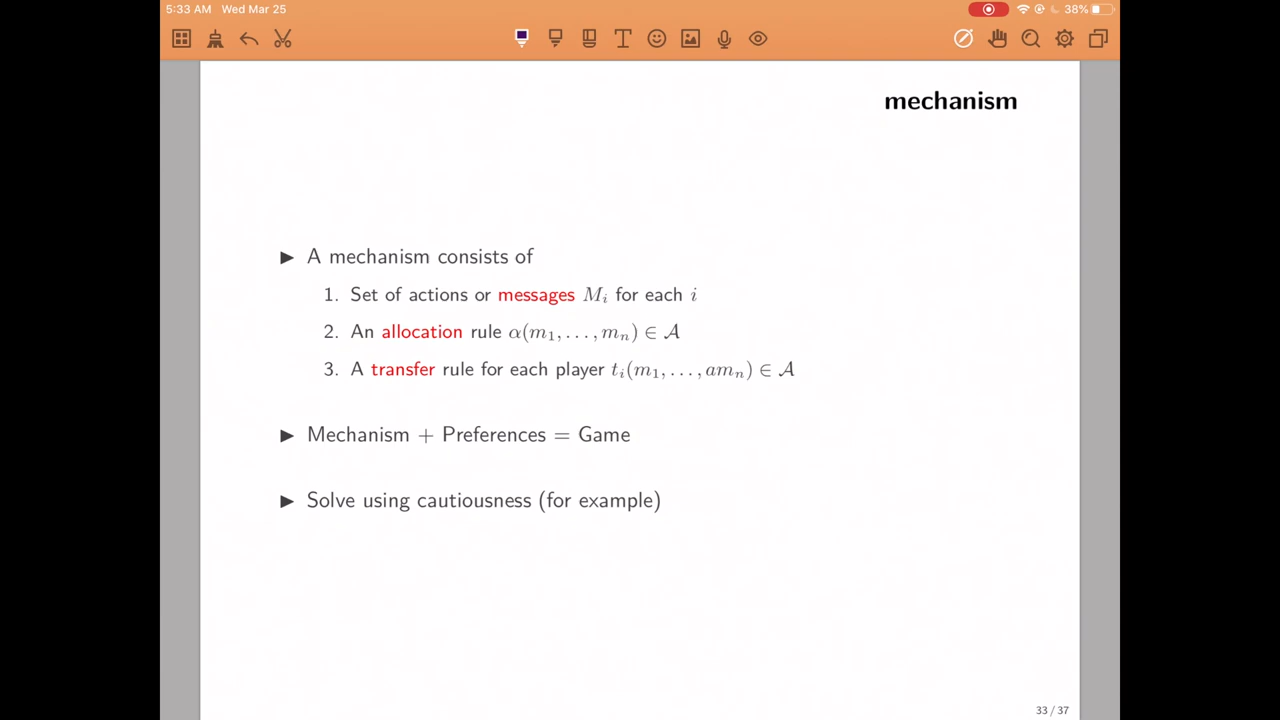 5:33 AM Wed Mar 25 38%
mechanism
▶ A mechanism consists of
1. Set of actions or messages $M_i$ for each $i$
2. An allocation rule $\alpha(m_1, \ldots, m_n) \in \mathcal{A}$
3. A transfer rule for each player $t_i(m_1, \ldots, am_n) \in \mathcal{A}$
▶ Mechanism + Preferences = Game
▶ Solve using cautiousness (for example)
33 / 37